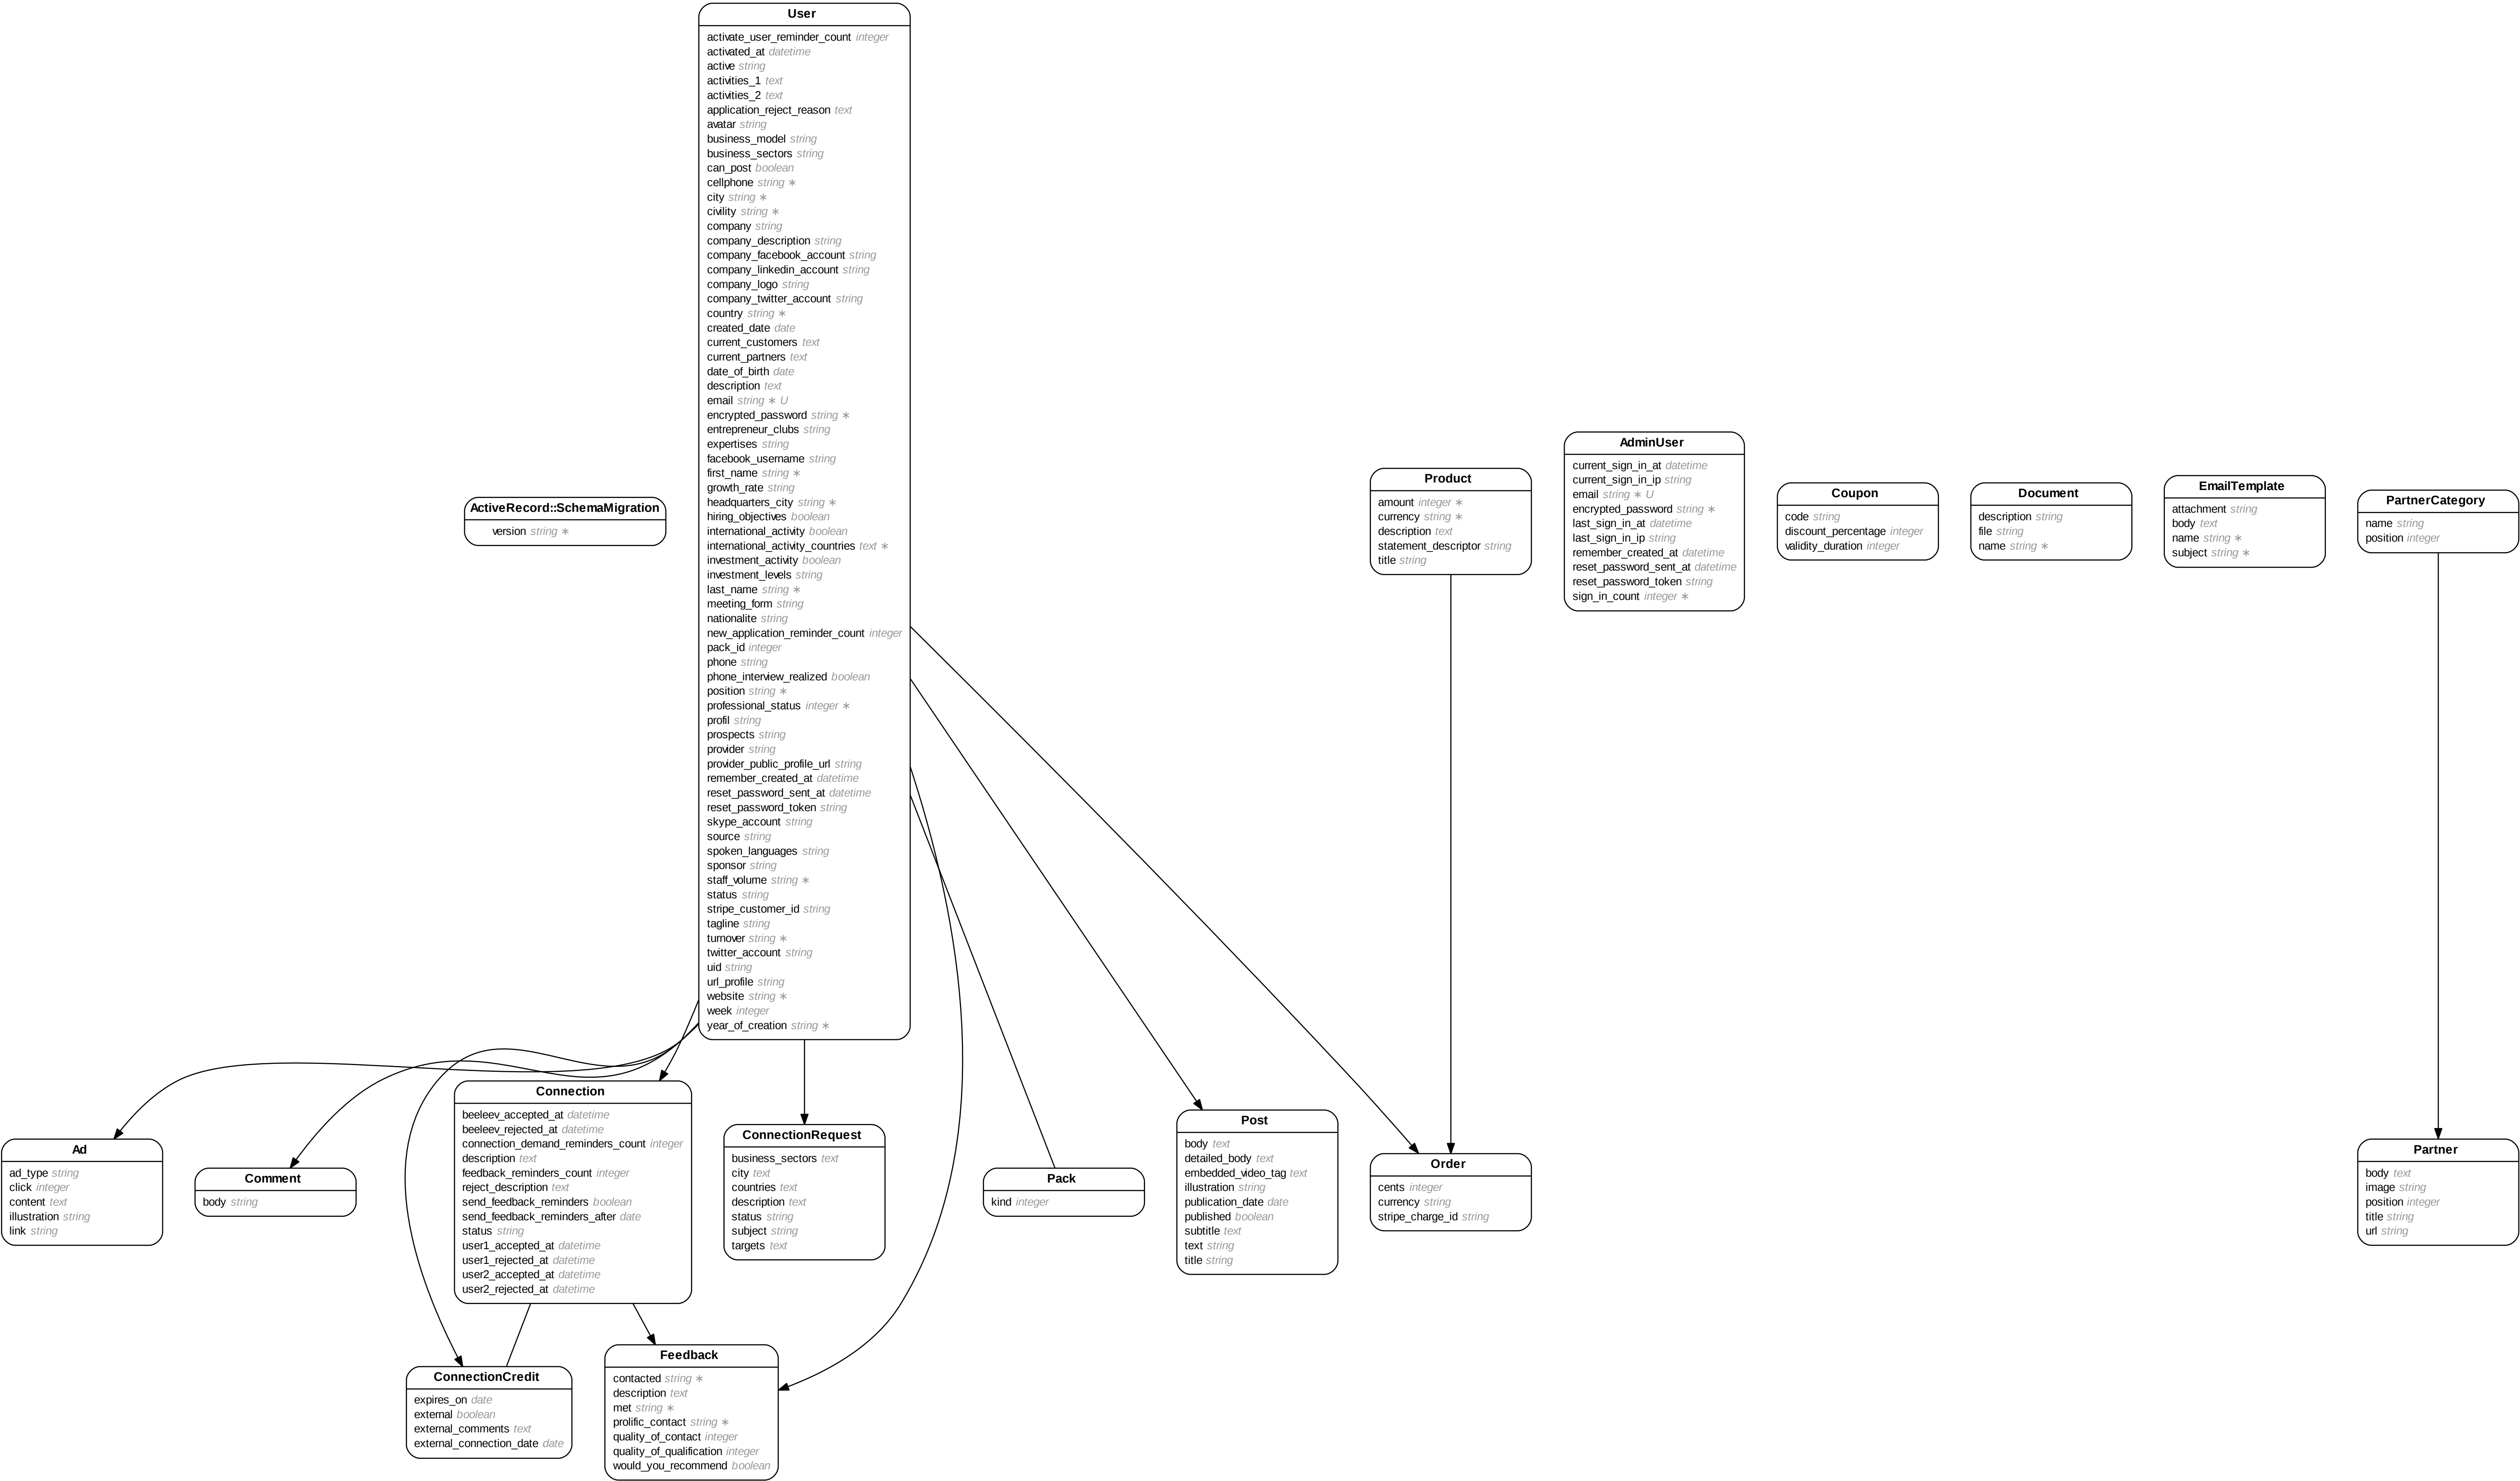 User
activate_user_reminder_count integer
activated_at datetime
active string
activities_1 text
activities_2 text
application_reject_reason text
avatar string
business_model string
business_sectors string
can_post boolean
cellphone string ∗
city string ∗
civility string ∗
company string
company_description string
company_facebook_account string
company_linkedin_account string
company_logo string
company_twitter_account string
country string ∗
created_date date
current_customers text
current_partners text
date_of_birth date
description text
email string ∗ U
encrypted_password string ∗
entrepreneur_clubs string
expertises string
facebook_username string
first_name string ∗
growth_rate string
headquarters_city string ∗
hiring_objectives boolean
international_activity boolean
international_activity_countries text ∗
investment_activity boolean
investment_levels string
last_name string ∗
meeting_form string
nationalite string
new_application_reminder_count integer
pack_id integer
phone string
phone_interview_realized boolean
position string ∗
professional_status integer ∗
profil string
prospects string
provider string
provider_public_profile_url string
remember_created_at datetime
reset_password_sent_at datetime
reset_password_token string
skype_account string
source string
spoken_languages string
sponsor string
staff_volume string ∗
status string
stripe_customer_id string
tagline string
turnover string ∗
twitter_account string
uid string
url_profile string
website string ∗
week integer
year_of_creation string ∗
ActiveRecord::SchemaMigration
version string ∗
Product
amount integer ∗
currency string ∗
description text
statement_descriptor string
title string
AdminUser
current_sign_in_at datetime
current_sign_in_ip string
email string ∗ U
encrypted_password string ∗
last_sign_in_at datetime
last_sign_in_ip string
remember_created_at datetime
reset_password_sent_at datetime
reset_password_token string
sign_in_count integer ∗
Coupon
code string
discount_percentage integer
validity_duration integer
Document
description string
file string
name string ∗
EmailTemplate
attachment string
body text
name string ∗
subject string ∗
PartnerCategory
name string
position integer
Ad
ad_type string
click integer
content text
illustration string
link string
Comment
body string
Connection
beeleev_accepted_at datetime
beeleev_rejected_at datetime
connection_demand_reminders_count integer
description text
feedback_reminders_count integer
reject_description text
send_feedback_reminders boolean
send_feedback_reminders_after date
status string
user1_accepted_at datetime
user1_rejected_at datetime
user2_accepted_at datetime
user2_rejected_at datetime
ConnectionRequest
business_sectors text
city text
countries text
description text
status string
subject string
targets text
Pack
kind integer
Post
body text
detailed_body text
embedded_video_tag text
illustration string
publication_date date
published boolean
subtitle text
text string
title string
Order
cents integer
currency string
stripe_charge_id string
Partner
body text
image string
position integer
title string
url string
ConnectionCredit
expires_on date
external boolean
external_comments text
external_connection_date date
Feedback
contacted string ∗
description text
met string ∗
prolific_contact string ∗
quality_of_contact integer
quality_of_qualification integer
would_you_recommend boolean